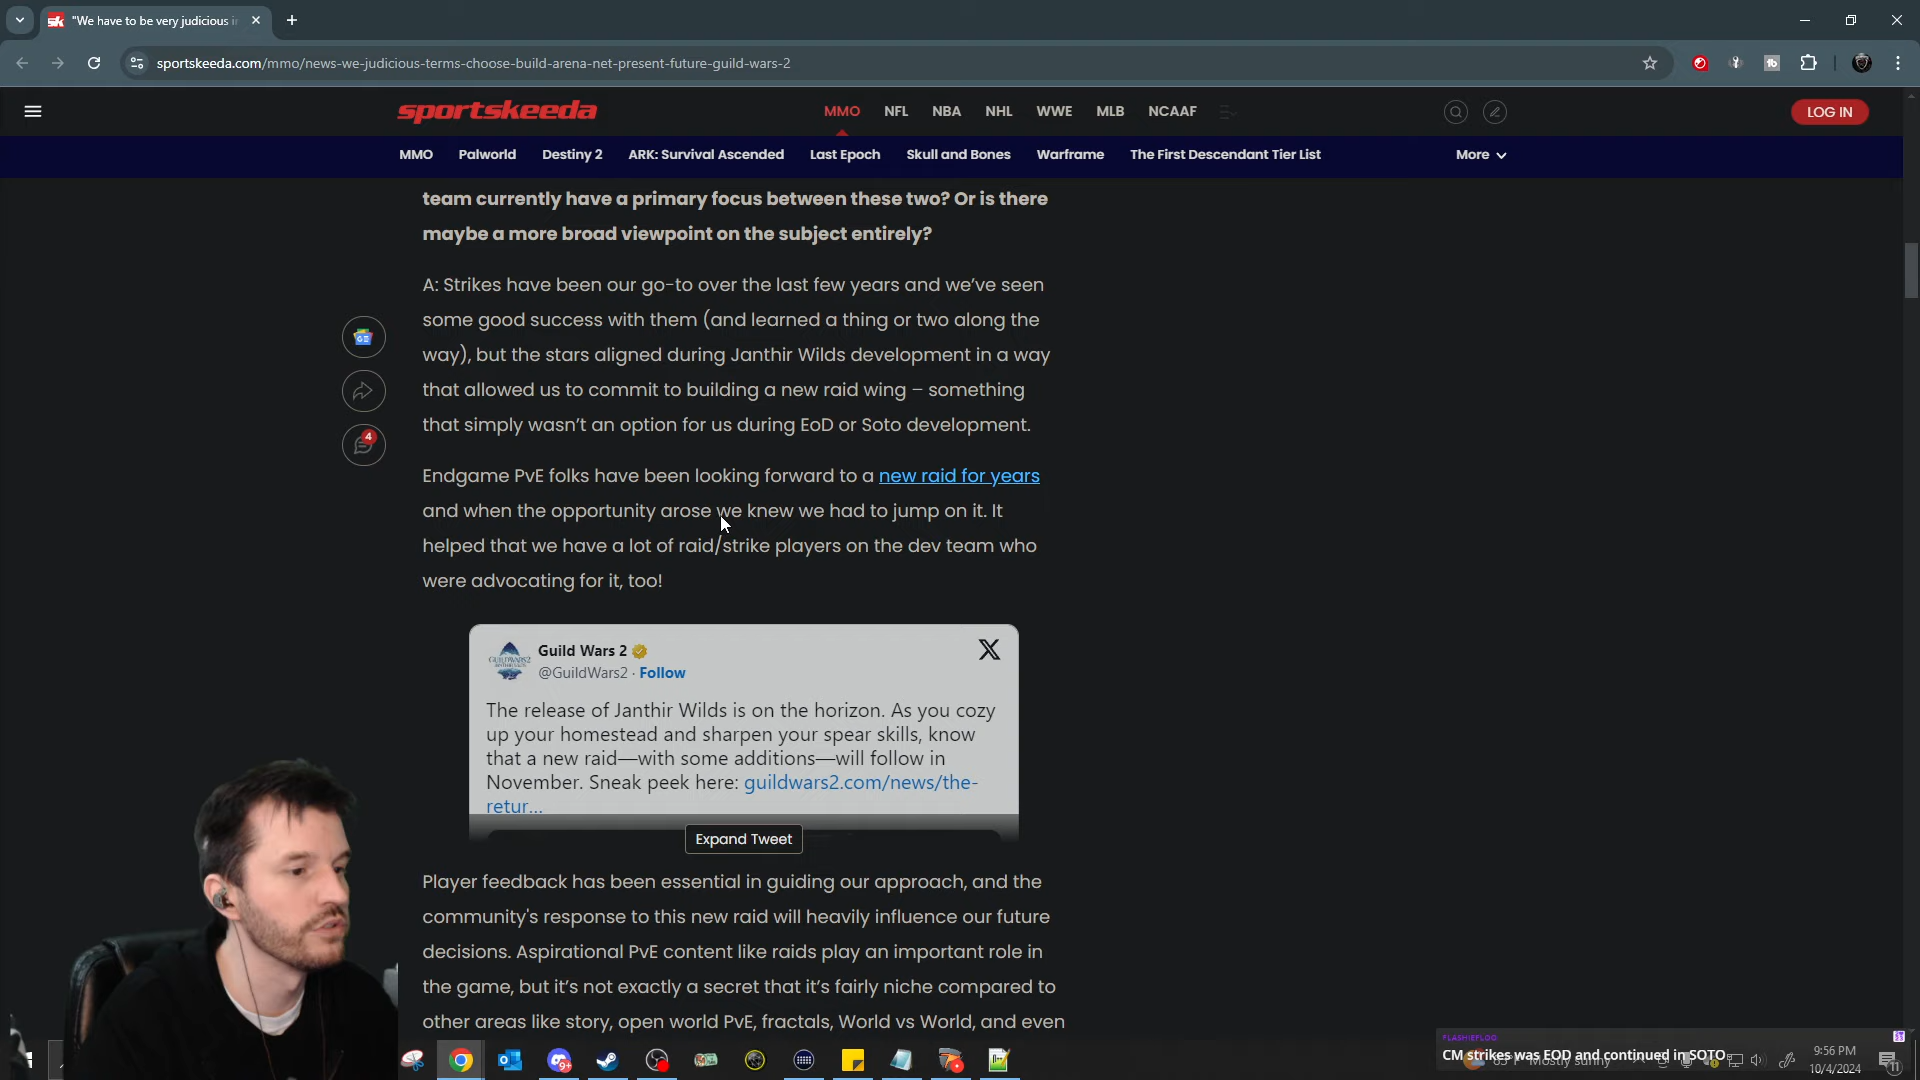 "We have to be very judicious i
sportskeeda.com/mmo/news-we-judicious-terms-choose-build-arena-net-present-future-guild-wars-2
sportskeeda
MMO NFL NBA NHL WWE MLB NCAAF
LOG IN
MMO Palworld Destiny 2 ARK: Survival Ascended Last Epoch Skull and Bones Warframe The First Descendant Tier List More
team currently have a primary focus between these two? Or is there
maybe a more broad viewpoint on the subject entirely?
A: Strikes have been our go-to over the last few years and we've seen
some good success with them (and learned a thing or two along the
way), but the stars aligned during Janthir Wilds development in a way
that allowed us to commit to building a new raid wing – something
that simply wasn't an option for us during EoD or Soto development.
4
Endgame PvE folks have been looking forward to a new raid for years
and when the opportunity arose we knew we had to jump on it. It
helped that we have a lot of raid/strike players on the dev team who
were advocating for it, too!
Guild Wars 2
@GuildWars2 · Follow
The release of Janthir Wilds is on the horizon. As you cozy
up your homestead and sharpen your spear skills, know
that a new raid—with some additions—will follow in
November. Sneak peek here: guildwars2.com/news/the-
retur...
Expand Tweet
Player feedback has been essential in guiding our approach, and the
community's response to this new raid will heavily influence our future
decisions. Aspirational PvE content like raids play an important role in
the game, but it's not exactly a secret that it's fairly niche compared to
other areas like story, open world PvE, fractals, World vs World, and even
FLASHIEFLOO
CM strikes was EOD and continued in SOTO
Mostly sunny
9:56 PM
10/4/2024